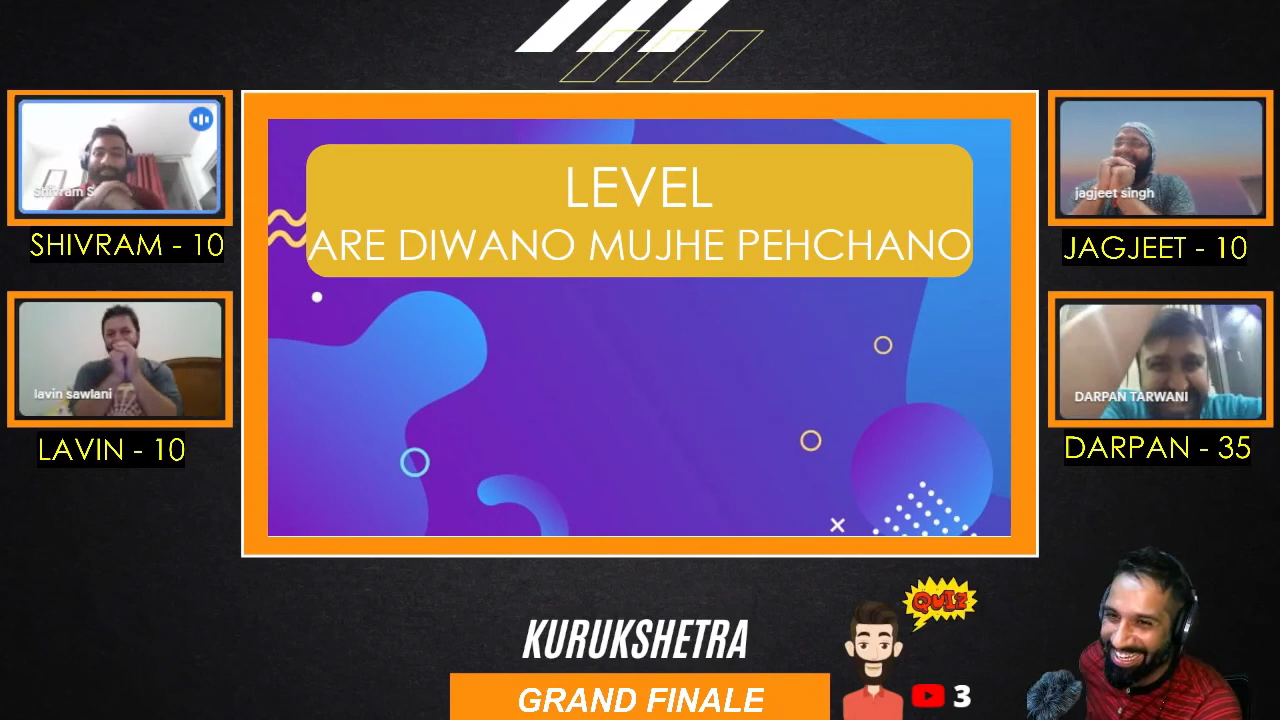 LEVEL
ARE DIWANO MUJHE PEHCHANO
Shivram S
SHIVRAM - 10
jagjeet singh
JAGJEET - 10
lavin sawlani
LAVIN - 10
DARPAN TARWANI
DARPAN - 35
QUIZ
KURUKSHETRA
GRAND FINALE
3